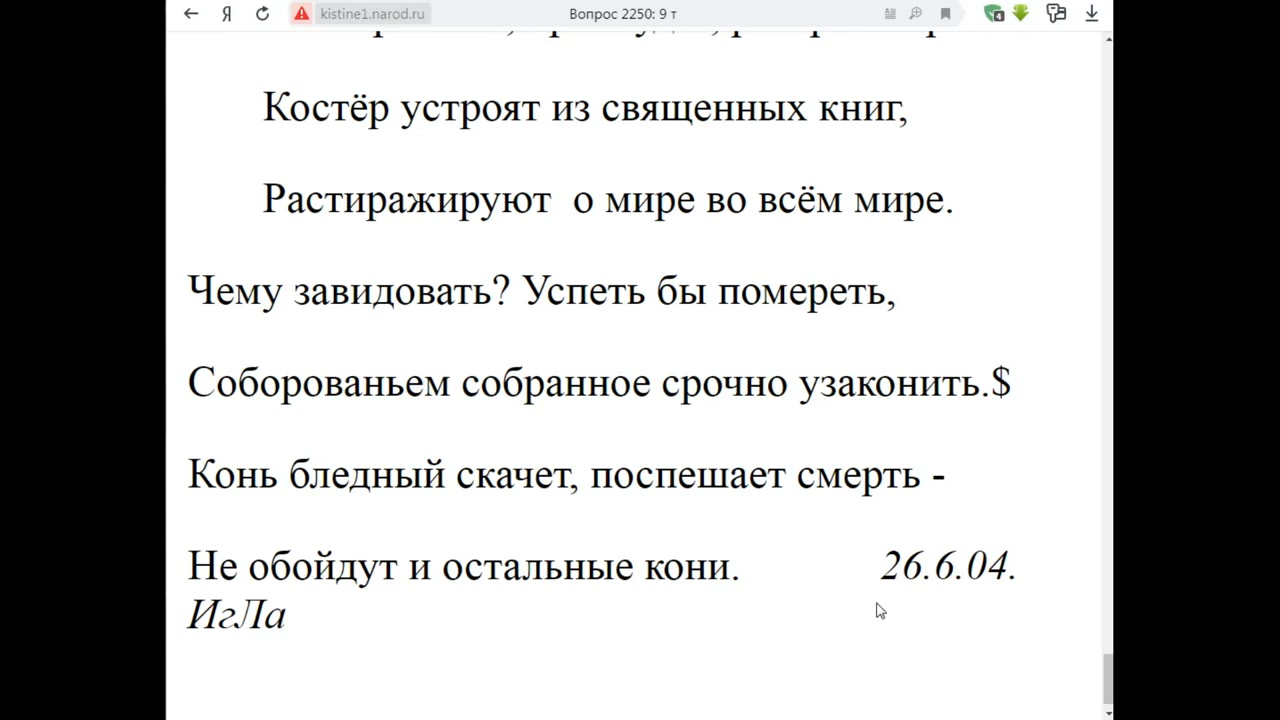 Я kistine1.narod.ru Вопрос 2250: 9 т 4
Костёр устроят из священных книг,
Растиражируют о мире во всём мире.
Чему завидовать? Успеть бы помереть,
Соборованьем собранное срочно узаконить.$
Конь бледный скачет, поспешает смерть -
Не обойдут и остальные кони. 26.6.04.
ИгЛа